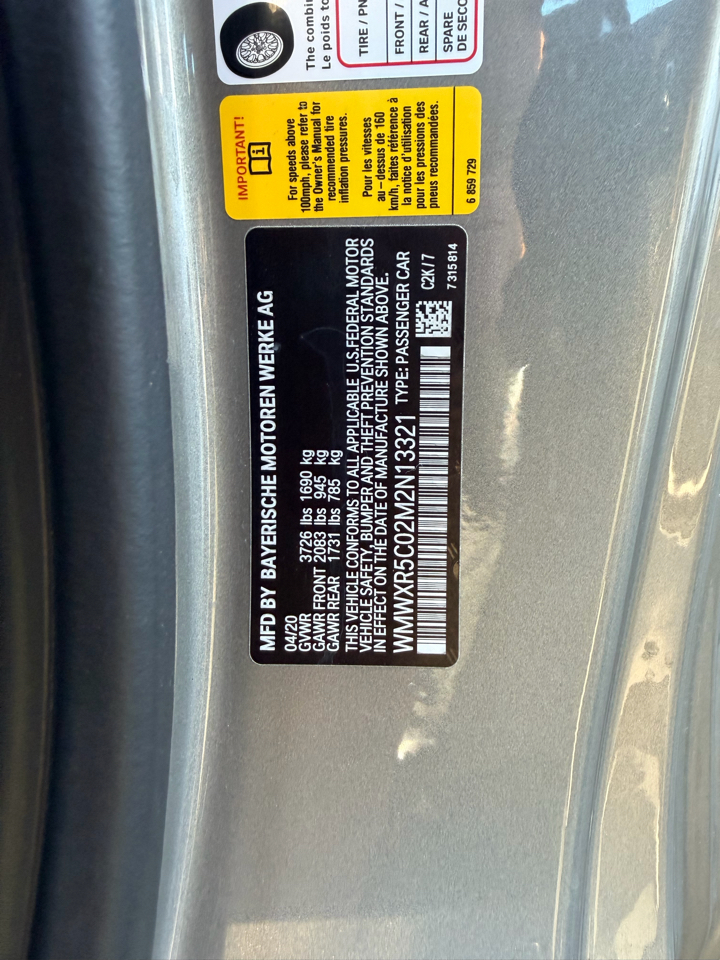 MFD BY BAYERISCHE MOTOREN WERKE AG
04/20
GVWR 3726 lbs 1690 kg
GAWR FRONT 2083 lbs 945 kg
GAWR REAR 1731 lbs 785 kg
THIS VEHICLE CONFORMS TO ALL APPLICABLE U.S.FEDERAL MOTOR
VEHICLE SAFETY, BUMPER AND THEFT PREVENTION STANDARDS
IN EFFECT ON THE DATE OF MANUFACTURE SHOWN ABOVE.
WMWXR5C02M2N13321 TYPE: PASSENGER CAR
C2K/7
7 315 814
IMPORTANT!
i
For speeds above
100mph, please refer to
the Owner's Manual for
recommended tire
inflation pressures.
Pour les vitesses
au-dessus de 160
km/h, faites référence à
la notice d'utilisation
pour les pressions des
pneus recommandées.
6 859 729
The combi
Le poids to
TIRE / PN
FRONT /
REAR / A
SPARE
DE SECO